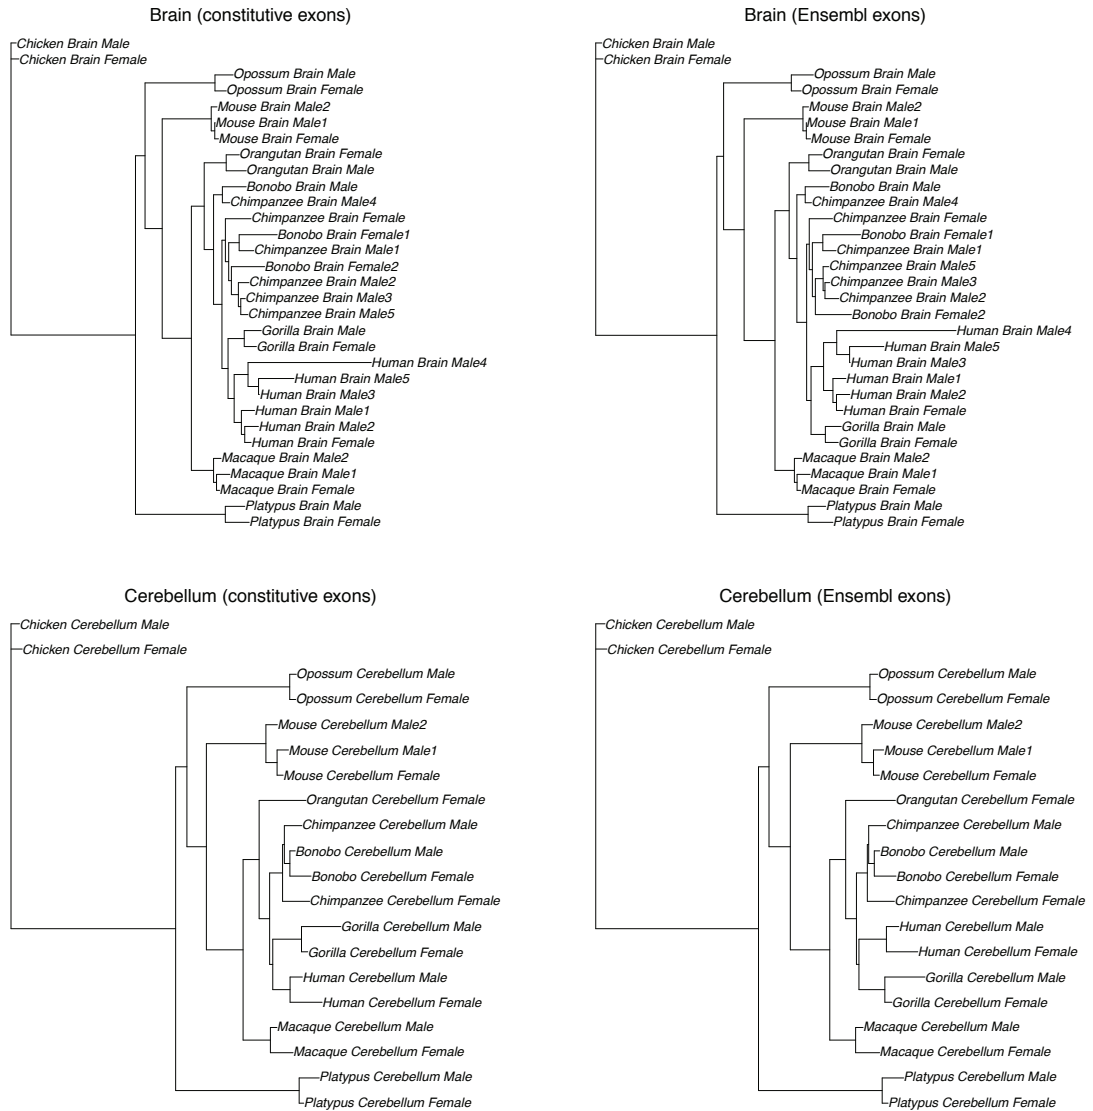 Brain (constitutive exons)
Chicken Brain Male
Chicken Brain Female
Opossum Brain Male
Opossum Brain Female
Mouse Brain Male2
Mouse Brain Male1
Mouse Brain Female
Orangutan Brain Female
Orangutan Brain Male
Bonobo Brain Male
Chimpanzee Brain Male4
Chimpanzee Brain Female
Bonobo Brain Female1
Chimpanzee Brain Male1
Bonobo Brain Female2
Chimpanzee Brain Male2
Chimpanzee Brain Male3
Chimpanzee Brain Male5
Gorilla Brain Male
Gorilla Brain Female
Human Brain Male4
Human Brain Male5
Human Brain Male3
Human Brain Male1
Human Brain Male2
Human Brain Female
Macaque Brain Male2
Macaque Brain Male1
Macaque Brain Female
Platypus Brain Male
Platypus Brain Female
Brain (Ensembl exons)
Chicken Brain Male
Chicken Brain Female
Opossum Brain Male
Opossum Brain Female
Mouse Brain Male2
Mouse Brain Male1
Mouse Brain Female
Orangutan Brain Female
Orangutan Brain Male
Bonobo Brain Male
Chimpanzee Brain Male4
Chimpanzee Brain Female
Bonobo Brain Female1
Chimpanzee Brain Male1
Chimpanzee Brain Male5
Chimpanzee Brain Male3
Chimpanzee Brain Male2
Bonobo Brain Female2
Human Brain Male4
Human Brain Male5
Human Brain Male3
Human Brain Male1
Human Brain Male2
Human Brain Female
Gorilla Brain Male
Gorilla Brain Female
Macaque Brain Male2
Macaque Brain Male1
Macaque Brain Female
Platypus Brain Male
Platypus Brain Female
Cerebellum (constitutive exons)
Chicken Cerebellum Male
Chicken Cerebellum Female
Opossum Cerebellum Male
Opossum Cerebellum Female
Mouse Cerebellum Male2
Mouse Cerebellum Male1
Mouse Cerebellum Female
Orangutan Cerebellum Female
Chimpanzee Cerebellum Male
Bonobo Cerebellum Male
Bonobo Cerebellum Female
Chimpanzee Cerebellum Female
Gorilla Cerebellum Male
Gorilla Cerebellum Female
Human Cerebellum Male
Human Cerebellum Female
Macaque Cerebellum Male
Macaque Cerebellum Female
Platypus Cerebellum Male
Platypus Cerebellum Female
Cerebellum (Ensembl exons)
Chicken Cerebellum Male
Chicken Cerebellum Female
Opossum Cerebellum Male
Opossum Cerebellum Female
Mouse Cerebellum Male2
Mouse Cerebellum Male1
Mouse Cerebellum Female
Orangutan Cerebellum Female
Chimpanzee Cerebellum Male
Bonobo Cerebellum Male
Bonobo Cerebellum Female
Chimpanzee Cerebellum Female
Human Cerebellum Male
Human Cerebellum Female
Gorilla Cerebellum Male
Gorilla Cerebellum Female
Macaque Cerebellum Male
Macaque Cerebellum Female
Platypus Cerebellum Male
Platypus Cerebellum Female